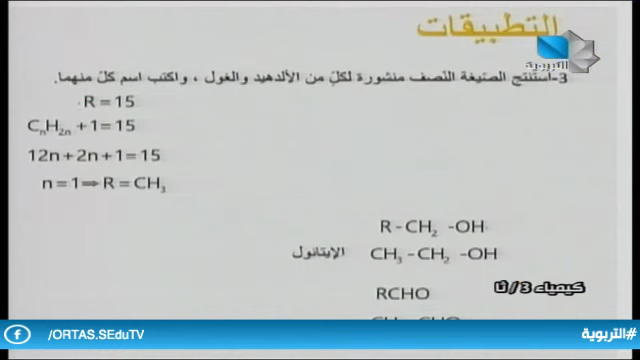 التطبيقات
التربوية
3-استنتج الصيغة النصف منشورة لكلٍ من الألدهيد والغول ، واكتب اسم كلّ منهما.
R = 15
CₙH₂ₙ + 1 = 15
12n + 2n + 1 = 15
n = 1 ⇒ R = CH₃
R - CH₂ -OH
الإيتانول CH₃ - CH₂ -OH
RCHO
كيمياء 3/ثا
/ORTAS.SEduTV
#التربوية